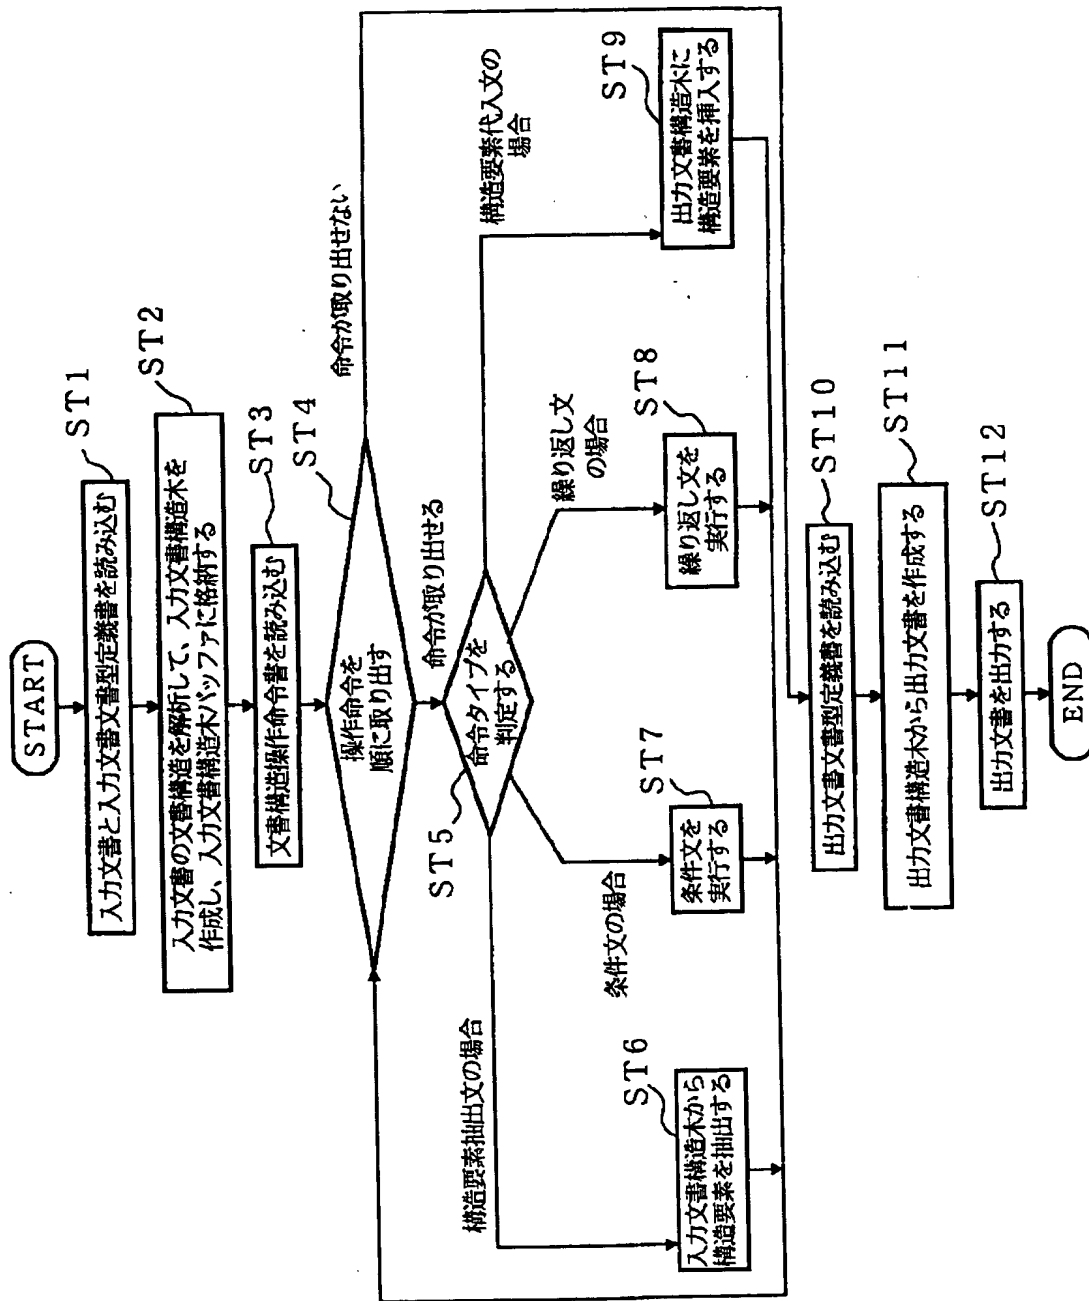 START
入力文書と入力文書文書型定義書を読み込む
ST1
入力文書の文書構造を解析して、入力文書構造木を
作成し、入力文書構造木バッファに格納する
ST2
文書構造操作命令書を読み込む
ST3
操作命令を
順に取り出す
ST4
命令が取り出せない
命令が取り出せる
命令タイプを
判定する
ST5
構造要素抽出文の場合
条件文の場合
繰り返し文
の場合
構造要素代入文の
場合
入力文書構造木から
構造要素を抽出する
ST6
条件文を
実行する
ST7
繰り返し文を
実行する
ST8
出力文書構造木に
構造要素を挿入する
ST9
出力文書文書型定義書を読み込む
ST10
出力文書構造木から出力文書を作成する
ST11
出力文書を出力する
ST12
END